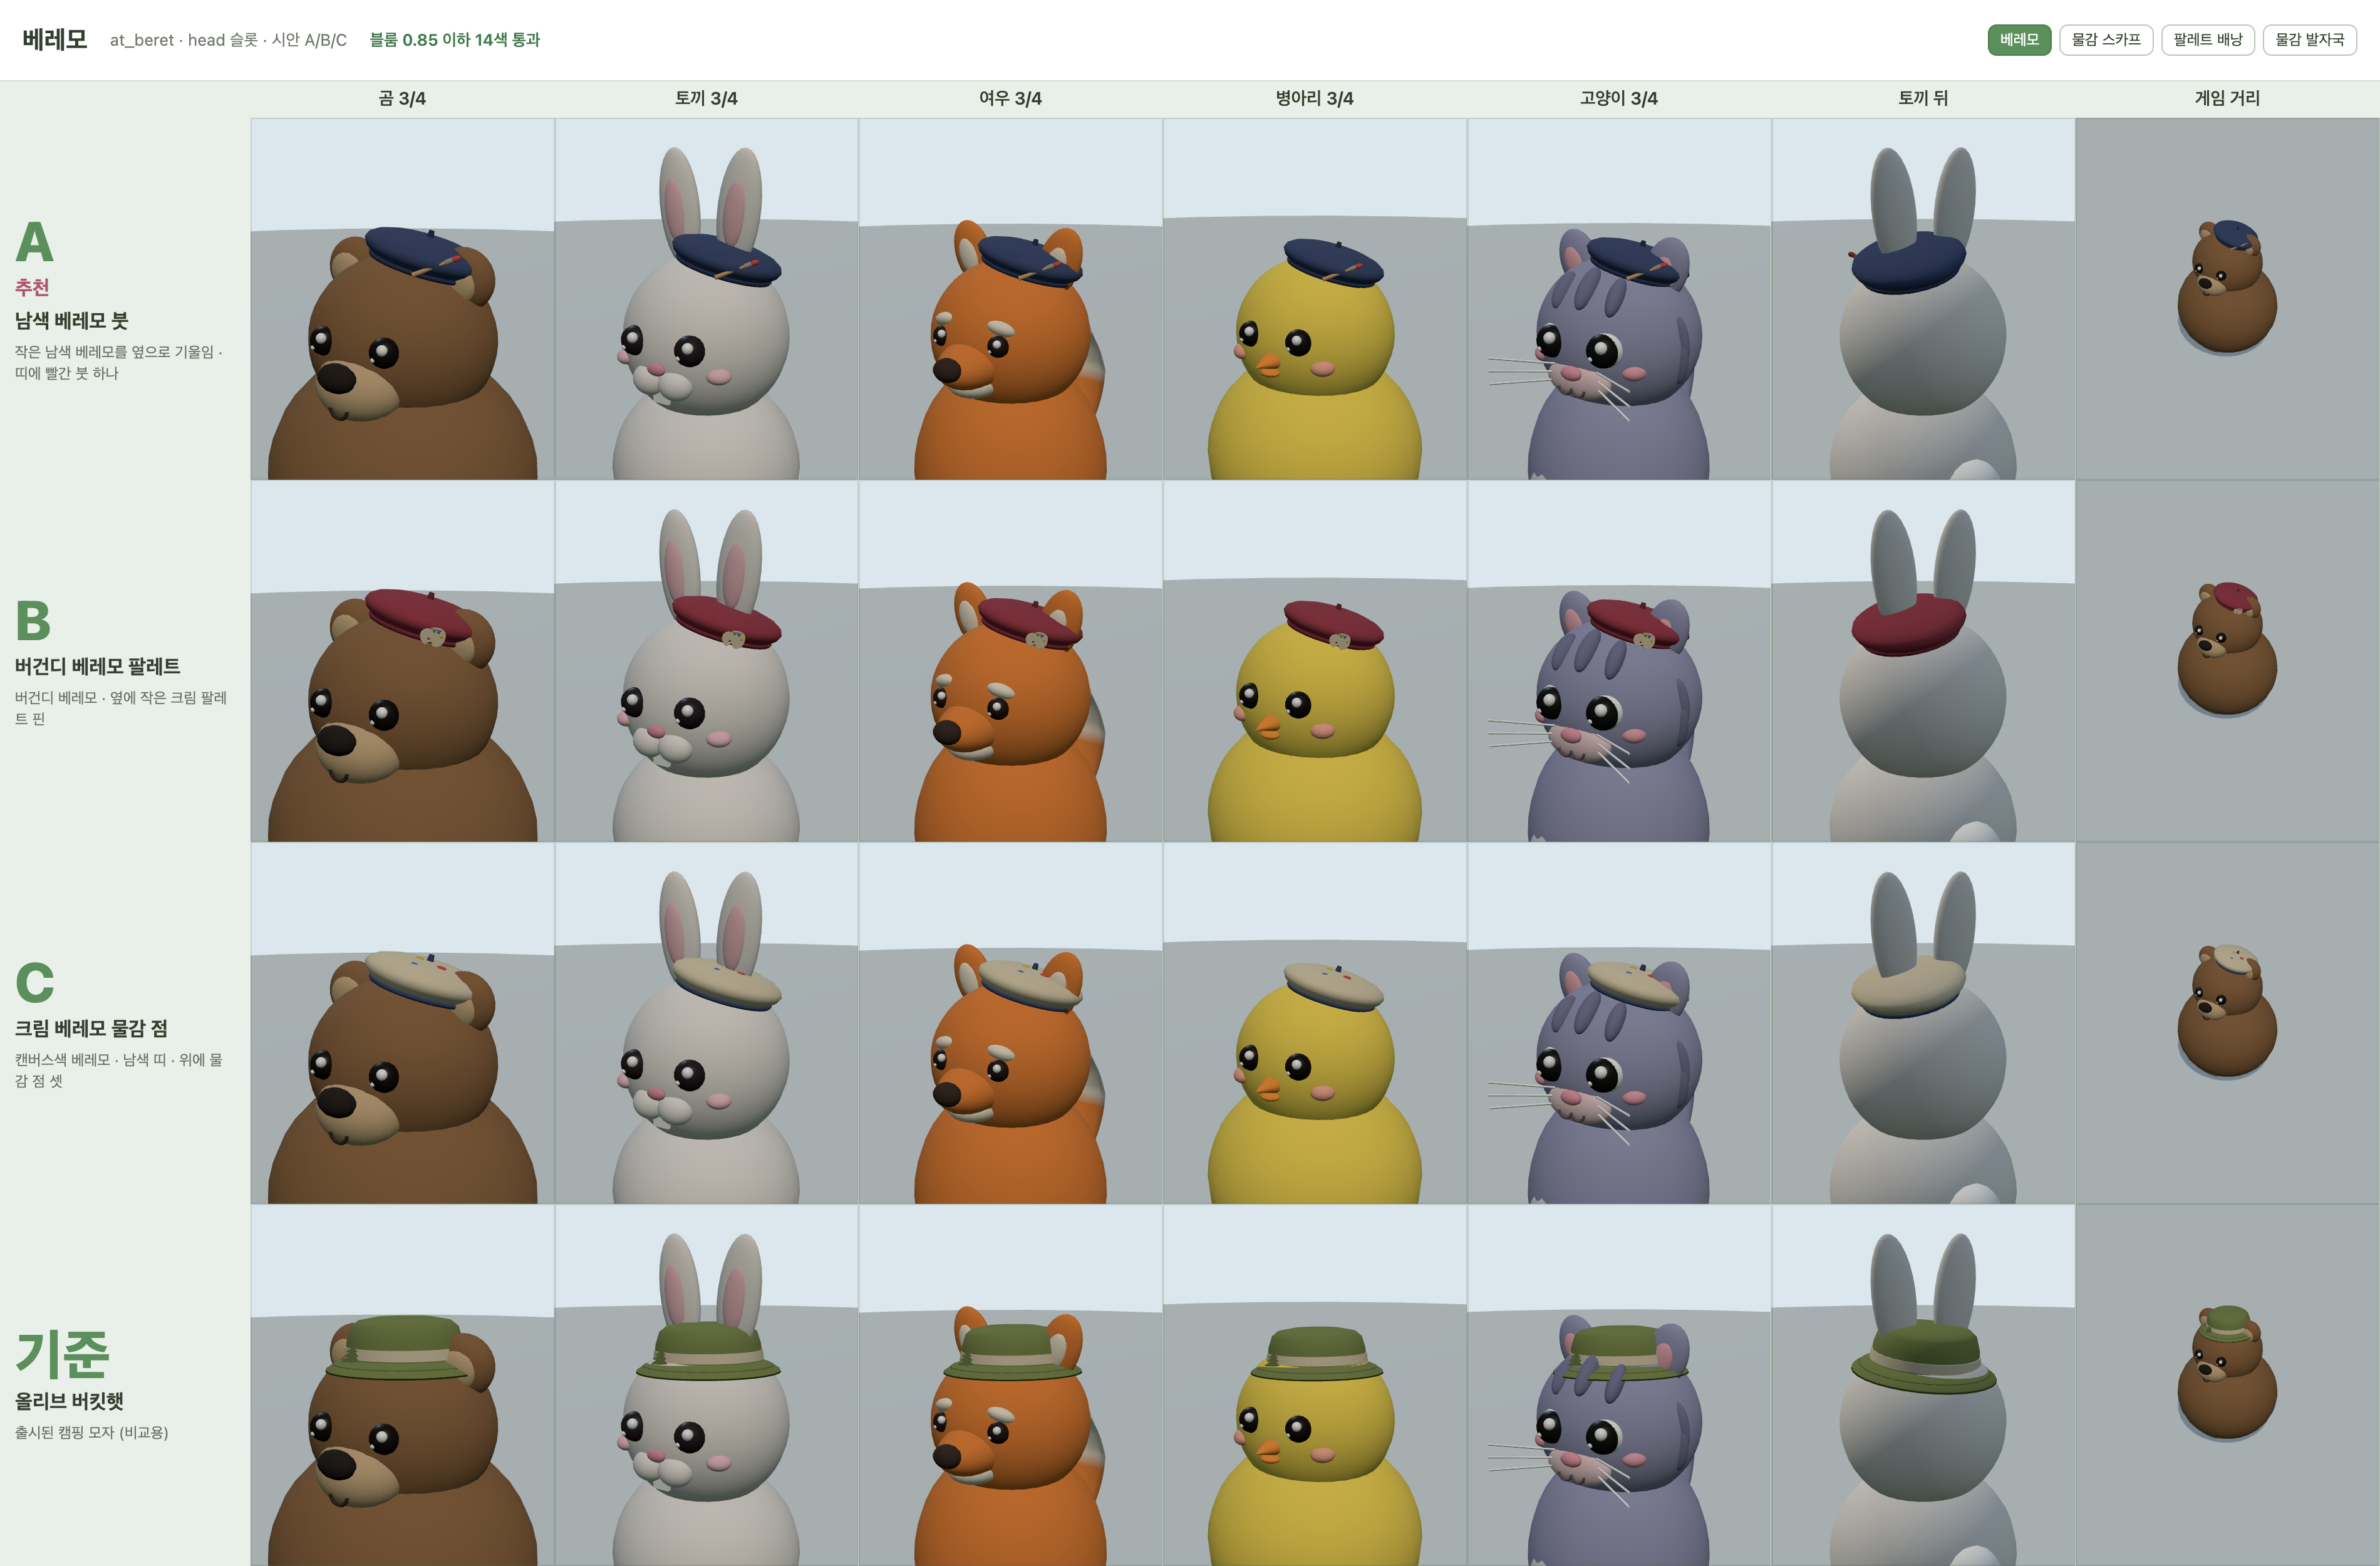 베레모
at_beret · head 슬롯 · 시안 A/B/C
블룸 0.85 이하 14색 통과
베레모
물감 스카프
팔레트 배낭
물감 발자국
곰 3/4
토끼 3/4
여우 3/4
병아리 3/4
고양이 3/4
토끼 뒤
게임 거리
A
추천
남색 베레모 붓
작은 남색 베레모를 옆으로 기울임 ·
띠에 빨간 붓 하나
B
버건디 베레모 팔레트
버건디 베레모 · 옆에 작은 크림 팔레
트 핀
C
크림 베레모 물감 점
캔버스색 베레모 · 남색 띠 · 위에 물
감 점 셋
기준
올리브 버킷햇
출시된 캠핑 모자 (비교용)